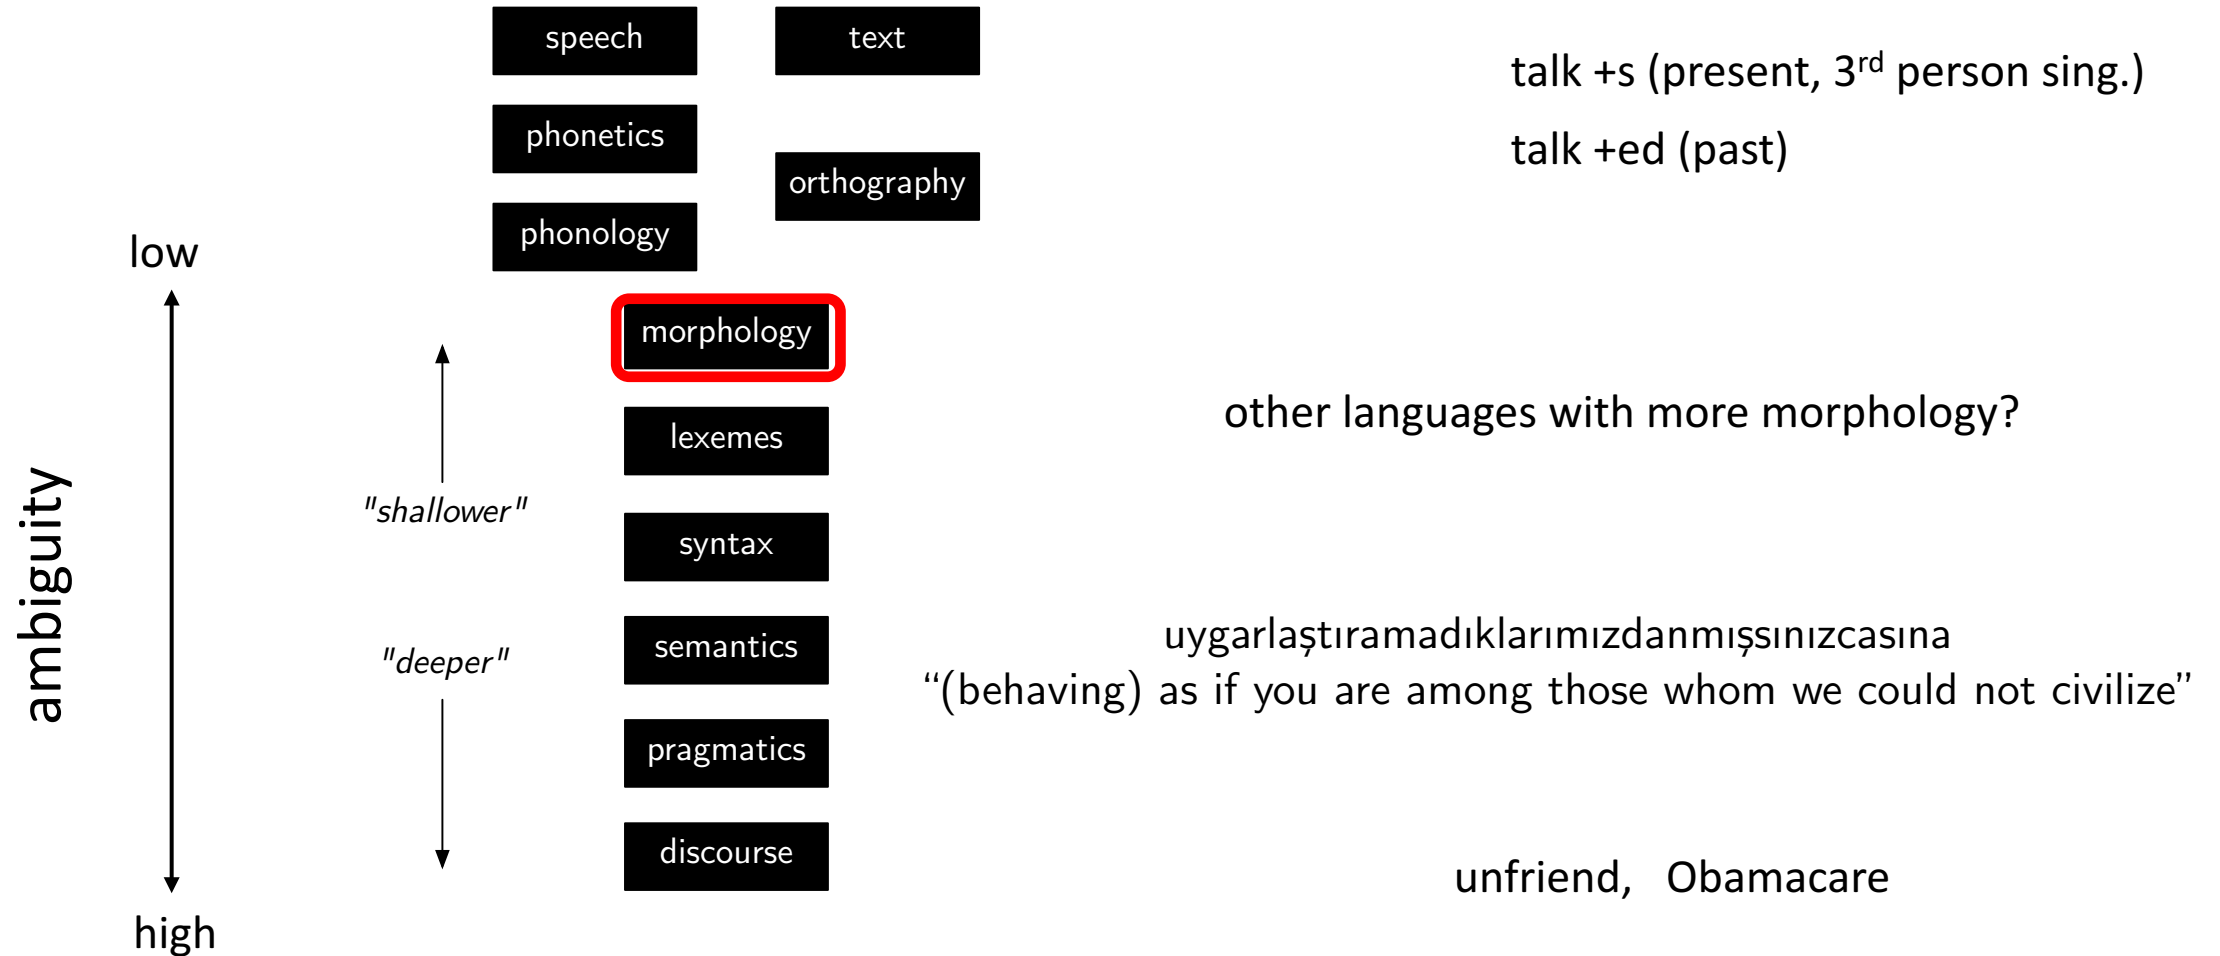 speech
text
phonetics
orthography
phonology
morphology
lexemes
syntax
semantics
pragmatics
discourse
ambiguity
low
high
"shallower"
"deeper"
talk +s (present, 3rd person sing.)
talk +ed (past)
other languages with more morphology?
uygarlaştıramadıklarımızdanmışsınızcasına
“(behaving) as if you are among those whom we could not civilize”
unfriend, Obamacare